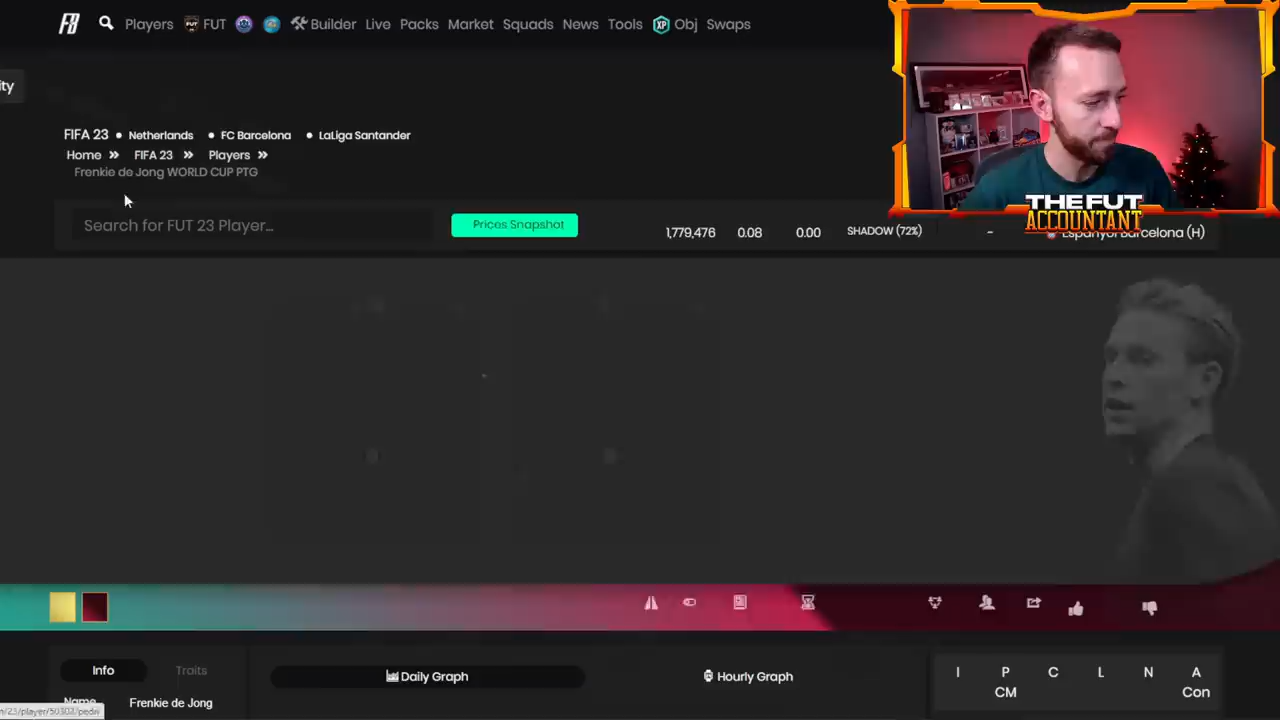 Players FUT Builder Live Packs Market Squads News Tools XP Obj Swaps
ity
FIFA 23 • Netherlands • FC Barcelona • LaLiga Santander
Home » FIFA 23 » Players »
Frenkie de Jong WORLD CUP PTG
THE FUT
ACCOUNTANT
Search for FUT 23 Player...
Prices Snapshot
1,779,476 0.08 0.00 SHADOW (72%) - Espanyol Barcelona (H)
Info Traits
Daily Graph Hourly Graph
I P C L N A
CM Con
Name Frenkie de Jong